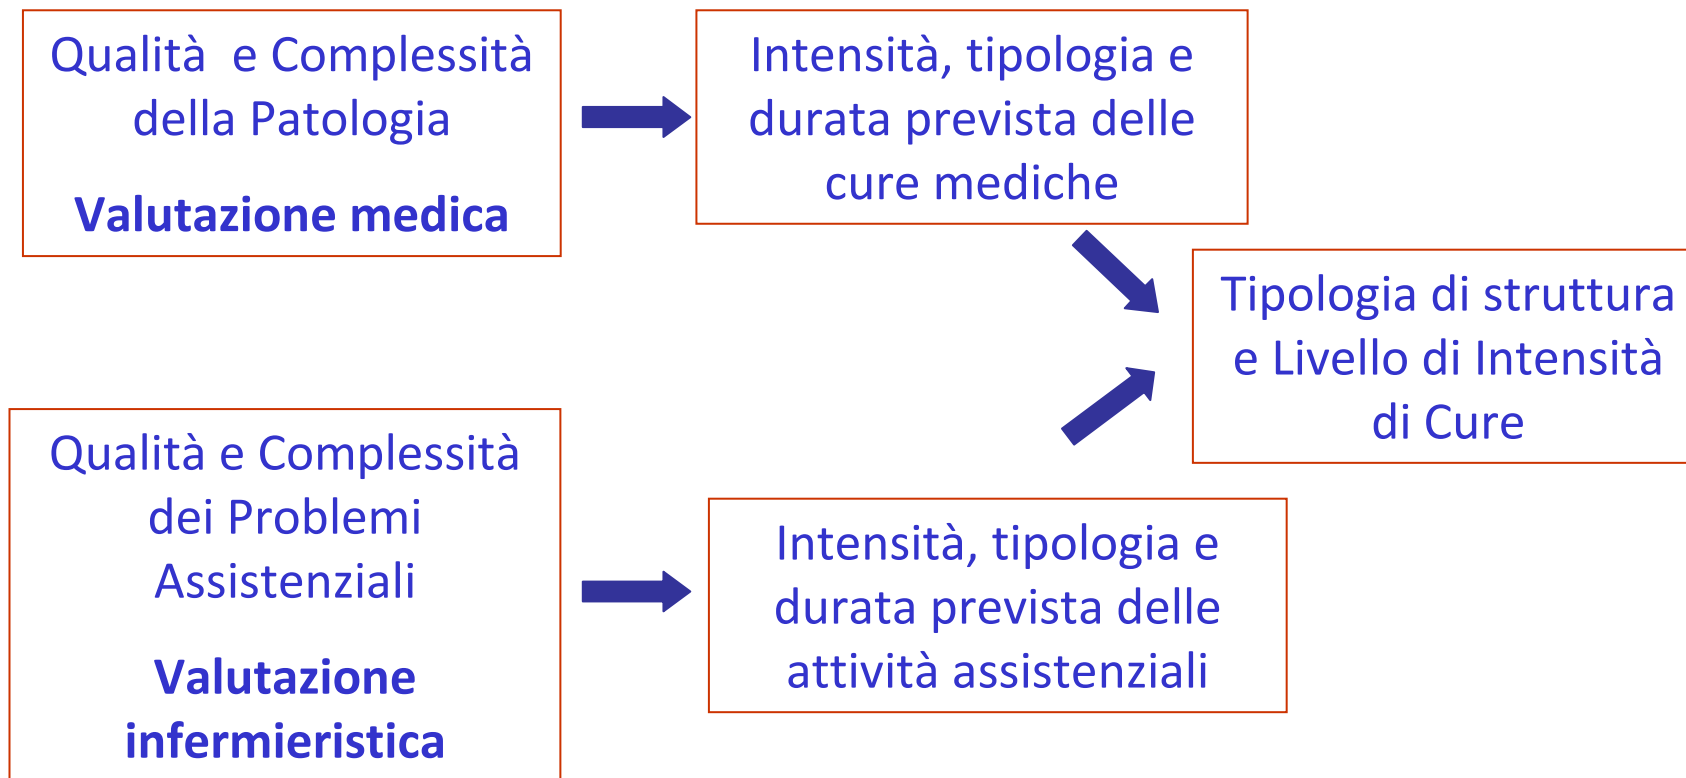 Qualità  e Complessità
della Patologia
Valutazione medica
Intensità, tipologia e
durata prevista delle
cure mediche
Tipologia di struttura
e Livello di Intensità
di Cure
Qualità e Complessità
dei Problemi
Assistenziali
Valutazione
infermieristica
Intensità, tipologia e
durata prevista delle
attività assistenziali